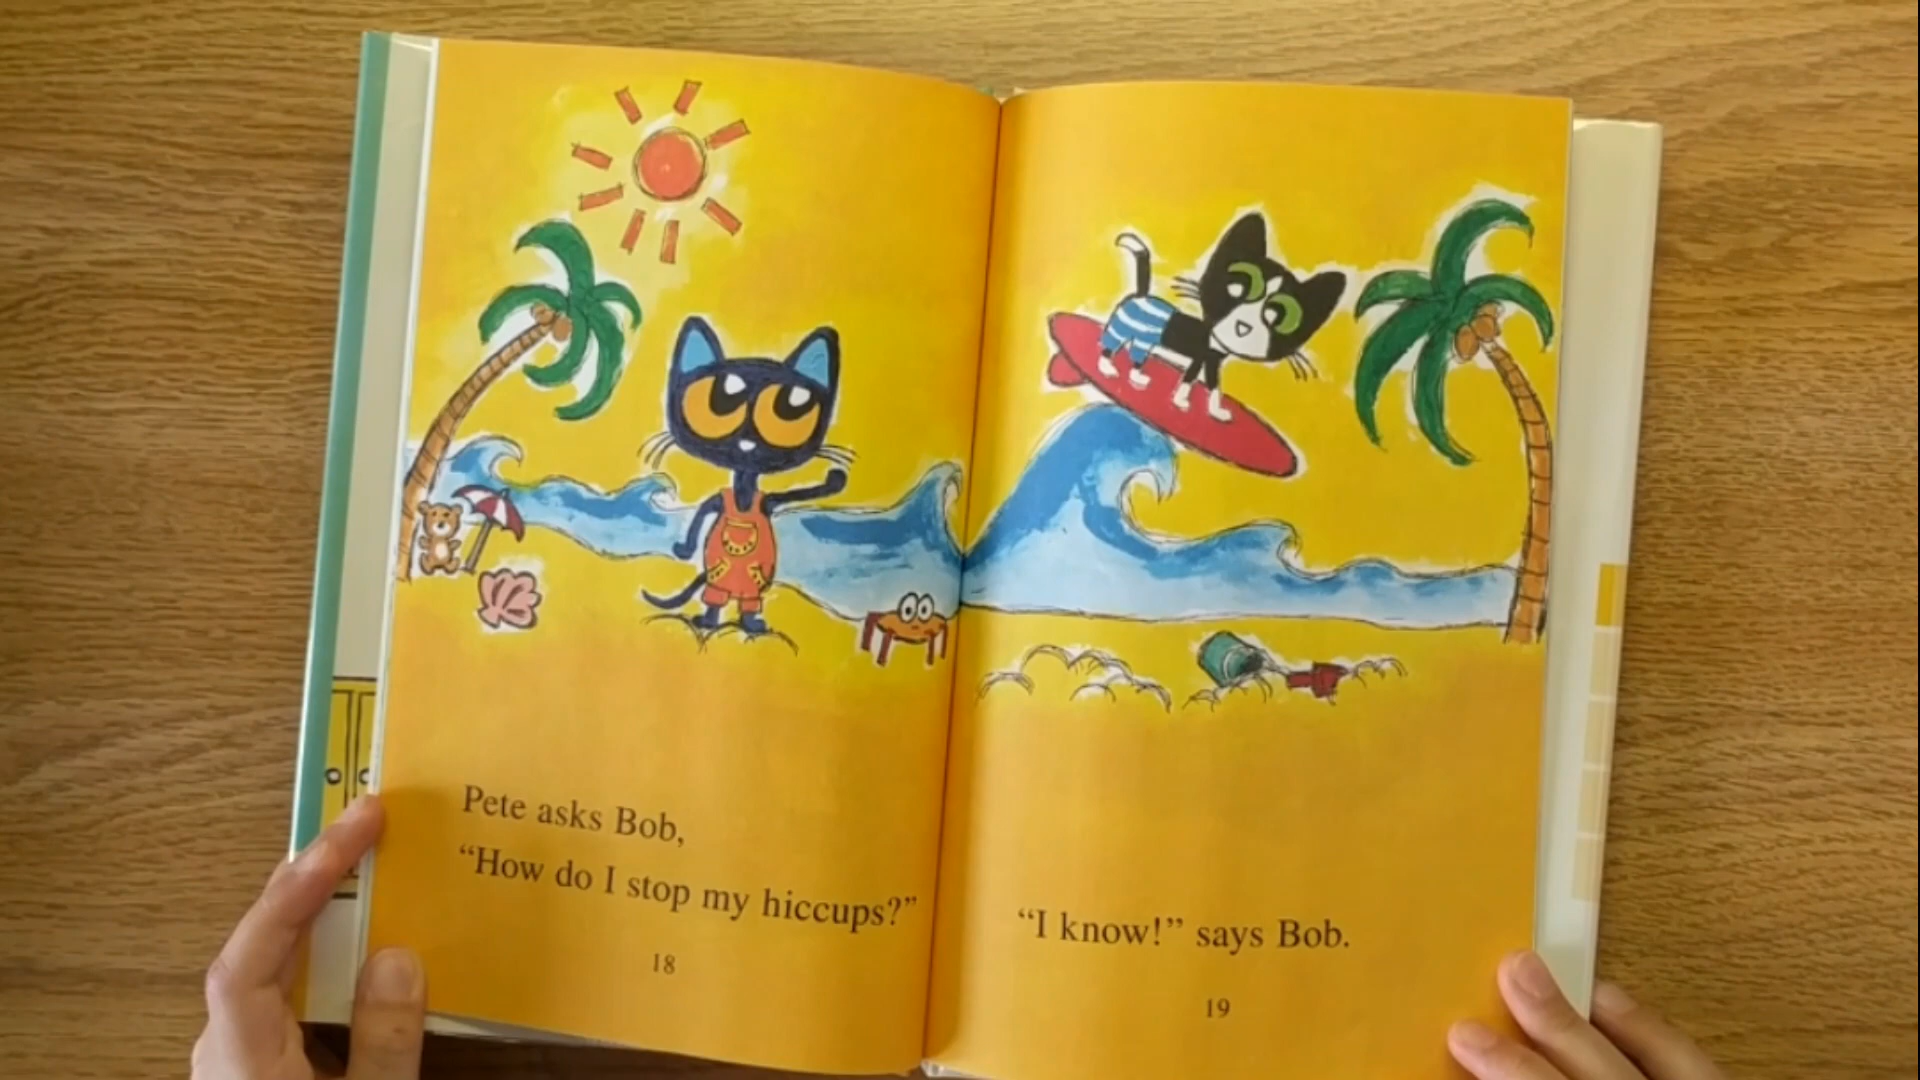 Pete asks Bob,
“How do I stop my hiccups?”
18
“I know!” says Bob.
19